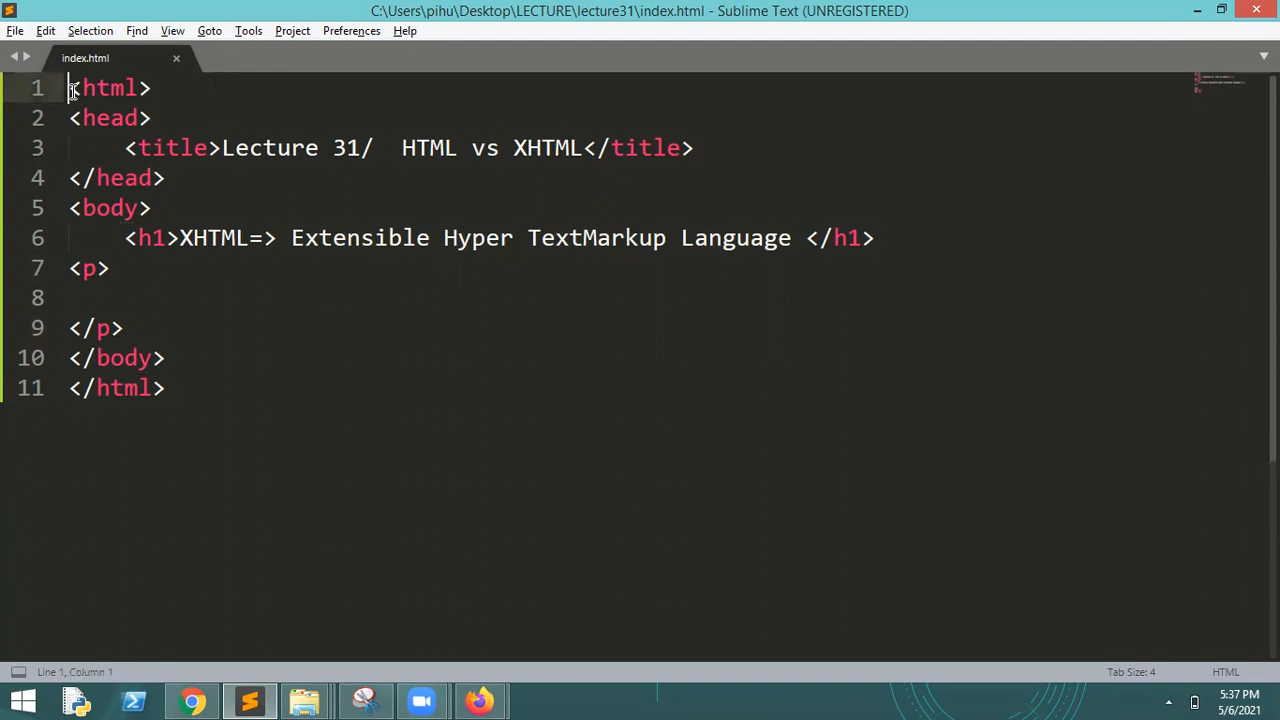 C:\Users\pihu\Desktop\LECTURE\lecture31\index.html - Sublime Text (UNREGISTERED)
File Edit Selection Find View Goto Tools Project Preferences Help
index.html
1 <html>
2 <head>
3 <title>Lecture 31/  HTML vs XHTML</title>
4 </head>
5 <body>
6 <h1>XHTML=> Extensible Hyper TextMarkup Language </h1>
7 <p>
8
9 </p>
10 </body>
11 </html>
Line 1, Column 1
Tab Size: 4
HTML
5:37 PM
5/6/2021